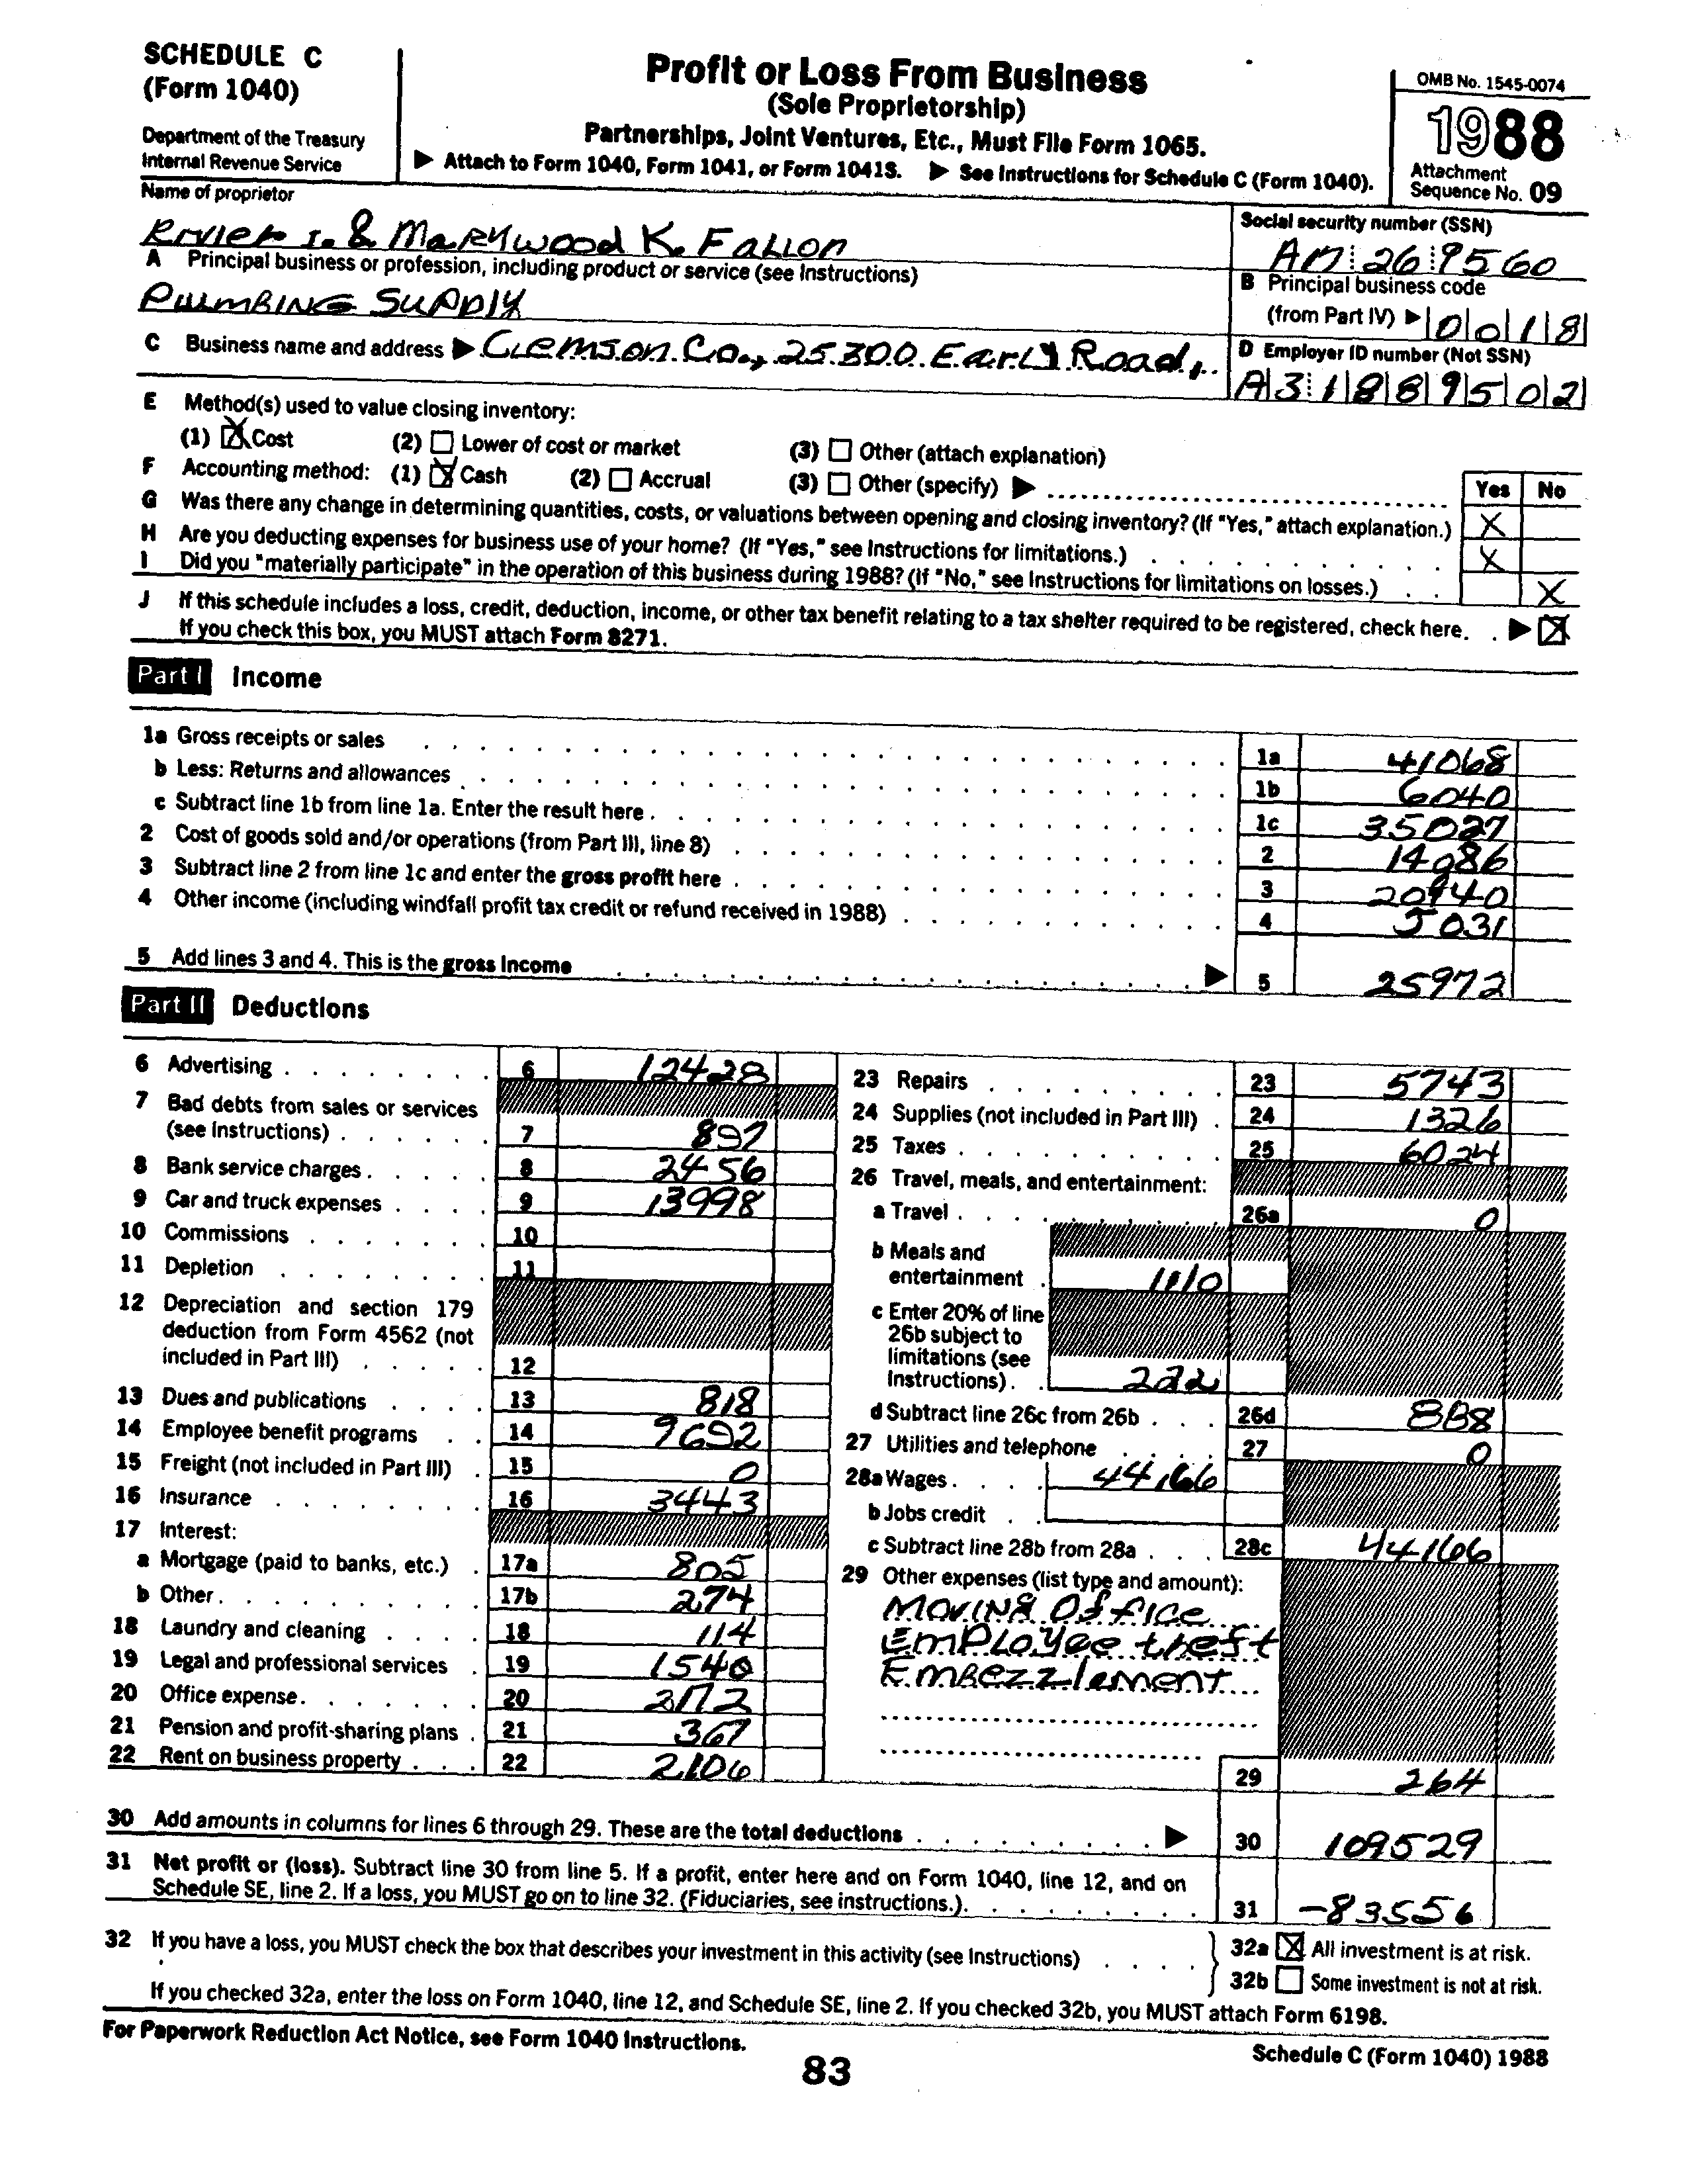 SCHEDULE C
(Form 1040)
Department of the Treasury
Internal Revenue Service
Profit or Loss From Business
(Sole Proprietorship)
Partnerships, Joint Ventures, Etc., Must File Form 1065.
▶ Attach to Form 1040, Form 1041, or Form 1041S. ▶ See Instructions for Schedule C (Form 1040).
OMB No. 1545-0074
1988
Attachment
Sequence No. 09
Name of proprietor
I. & Marywood K. Fallon
Social security number (SSN)
26 9560
A Principal business or profession, including product or service (see Instructions)
Plumbing Supply
B Principal business code
(from Part IV) ▶ 0018
C Business name and address ▶ Clemson Co., 25300 Early Road,
D Employer ID number (Not SSN)
A31889502
E Method(s) used to value closing inventory:
(1) ☒ Cost (2) ☐ Lower of cost or market (3) ☐ Other (attach explanation)
F Accounting method: (1) ☒ Cash (2) ☐ Accrual (3) ☐ Other (specify) ▶
Yes No
G Was there any change in determining quantities, costs, or valuations between opening and closing inventory? (If "Yes," attach explanation.) X
H Are you deducting expenses for business use of your home? (If "Yes," see Instructions for limitations.) X
I Did you "materially participate" in the operation of this business during 1988? (If "No," see Instructions for limitations on losses.) X
J If this schedule includes a loss, credit, deduction, income, or other tax benefit relating to a tax shelter required to be registered, check here. ▶ ☒
If you check this box, you MUST attach Form 8271.
Part I Income
1a Gross receipts or sales 1a 41068
b Less: Returns and allowances 1b 6040
c Subtract line 1b from line 1a. Enter the result here 1c 35027
2 Cost of goods sold and/or operations (from Part III, line 8) 2 14086
3 Subtract line 2 from line 1c and enter the gross profit here 3 20940
4 Other income (including windfall profit tax credit or refund received in 1988) 4 5031
5 Add lines 3 and 4. This is the gross income ▶ 5 25972
Part II Deductions
6 Advertising 6 12428
7 Bad debts from sales or services
(see Instructions) 7 897
8 Bank service charges 8 2456
9 Car and truck expenses 9 13998
10 Commissions 10
11 Depletion 11
12 Depreciation and section 179
deduction from Form 4562 (not
included in Part III) 12
13 Dues and publications 13 818
14 Employee benefit programs 14 9692
15 Freight (not included in Part III) 15 0
16 Insurance 16 3443
17 Interest:
a Mortgage (paid to banks, etc.) 17a 805
b Other 17b 274
18 Laundry and cleaning 18 114
19 Legal and professional services 19 1540
20 Office expense 20 2172
21 Pension and profit-sharing plans 21 367
22 Rent on business property 22 2106
23 Repairs 23 5743
24 Supplies (not included in Part III) 24 1326
25 Taxes 25 6024
26 Travel, meals, and entertainment:
a Travel 26a 0
b Meals and
entertainment 1110
c Enter 20% of line
26b subject to
limitations (see
Instructions) 222
d Subtract line 26c from 26b 26d 888
27 Utilities and telephone 27 0
28a Wages 44166
b Jobs credit
c Subtract line 28b from 28a 28c 44166
29 Other expenses (list type and amount):
Moving Office
Employee theft
Embezzlement
29 264
30 Add amounts in columns for lines 6 through 29. These are the total deductions ▶ 30 109529
31 Net profit or (loss). Subtract line 30 from line 5. If a profit, enter here and on Form 1040, line 12, and on
Schedule SE, line 2. If a loss, you MUST go on to line 32. (Fiduciaries, see instructions.) 31 -83556
32 If you have a loss, you MUST check the box that describes your investment in this activity (see Instructions)
32a ☒ All investment is at risk.
32b ☐ Some investment is not at risk.
If you checked 32a, enter the loss on Form 1040, line 12, and Schedule SE, line 2. If you checked 32b, you MUST attach Form 6198.
For Paperwork Reduction Act Notice, see Form 1040 Instructions.
Schedule C (Form 1040) 1988
83